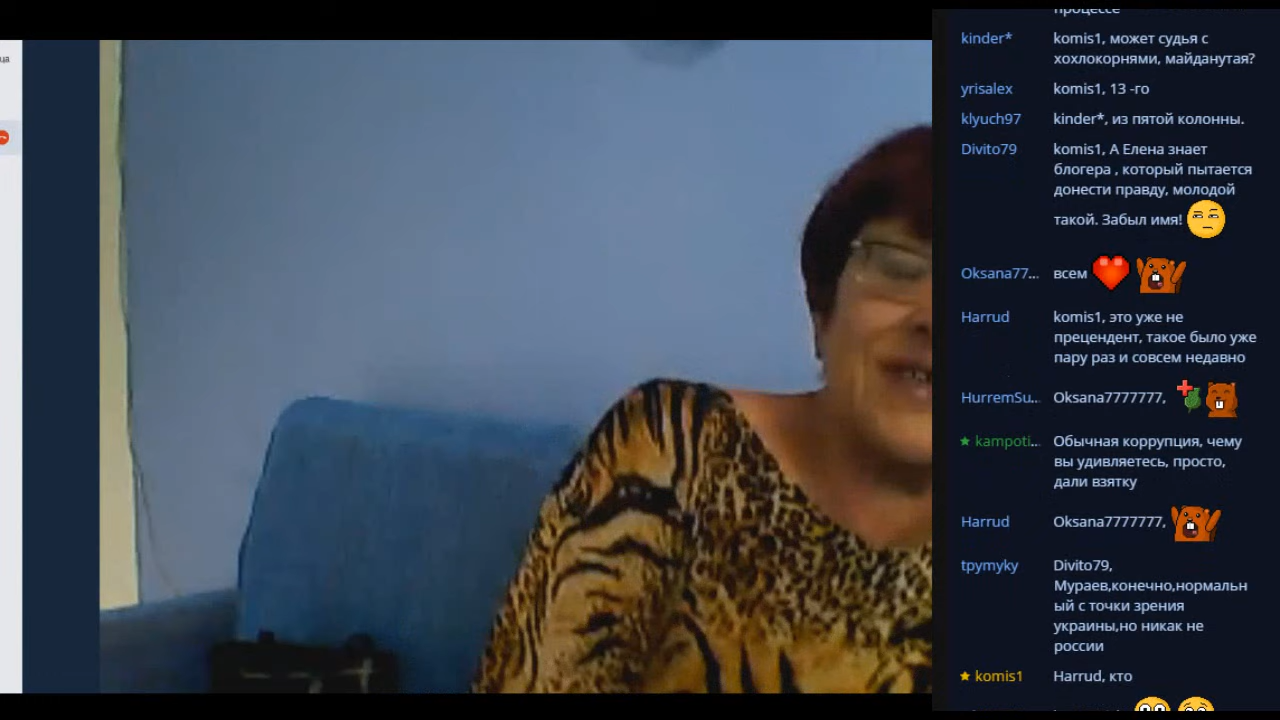 ца
процессе
kinder* komis1, может судья с
хохлокорнями, майданутая?
yrisalex komis1, 13 -го
klyuch97 kinder*, из пятой колонны.
Divito79 komis1, А Елена знает
блогера , который пытается
донести правду, молодой
такой. Забыл имя!
Oksana77... всем
Harrud komis1, это уже не
прецендент, такое было уже
пару раз и совсем недавно
HurremSu... Oksana7777777,
kampoti... Обычная коррупция, чему
вы удивляетесь, просто,
дали взятку
Harrud Oksana7777777,
tpymyky Divito79,
Мураев,конечно,нормальн
ый с точки зрения
украины,но никак не
россии
komis1 Harrud, кто